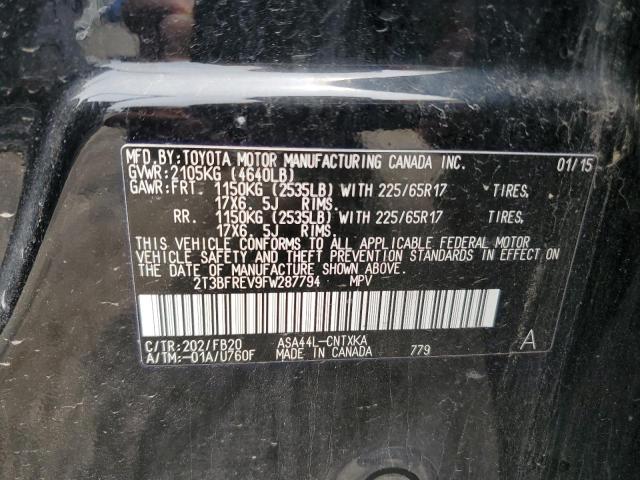 MFD.BY:TOYOTA MOTOR MANUFACTURING CANADA INC. 01/15
GVWR:2105KG (4640LB)
GAWR:FRT. 1150KG (2535LB) WITH 225/65R17 TIRES,
17X6. 5J RIMS.
RR. 1150KG (2535LB) WITH 225/65R17 TIRES,
17X6. 5J RIMS.
THIS VEHICLE CONFORMS TO ALL APPLICABLE FEDERAL MOTOR
VEHICLE SAFETY AND THEFT PREVENTION STANDARDS IN EFFECT
ON THE DATE OF MANUFACTURE SHOWN ABOVE.
2T3BFREV9FW287794 MPV
C/TR:202/FB20 ASA44L-CNTXKA A
A/TM:-01A/U760F MADE IN CANADA 779